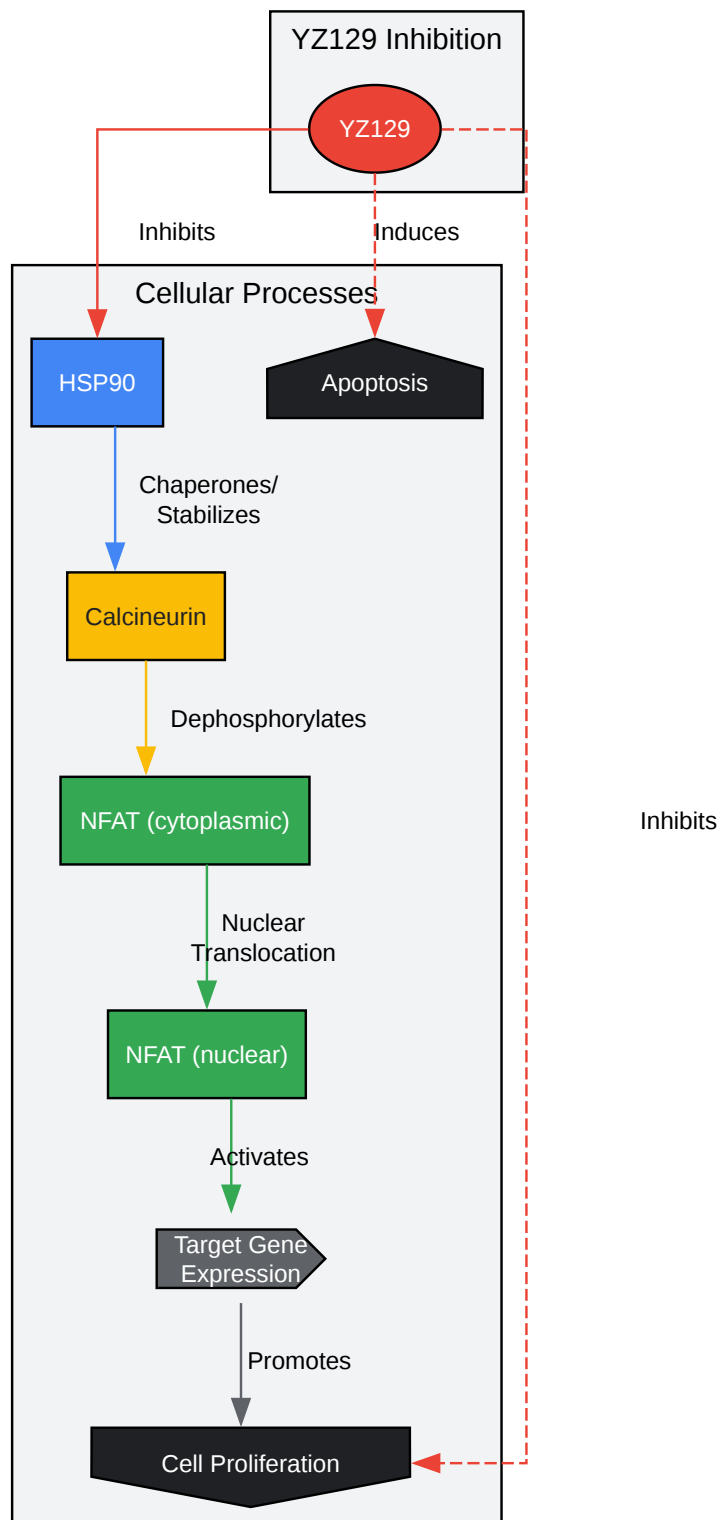 YZ129 Inhibition
YZ129
Inhibits
Induces
Cellular Processes
HSP90
Apoptosis
Chaperones/
Stabilizes
Calcineurin
Dephosphorylates
NFAT (cytoplasmic)
Inhibits
Nuclear
Translocation
NFAT (nuclear)
Activates
Target Gene
Expression
Promotes
Cell Proliferation